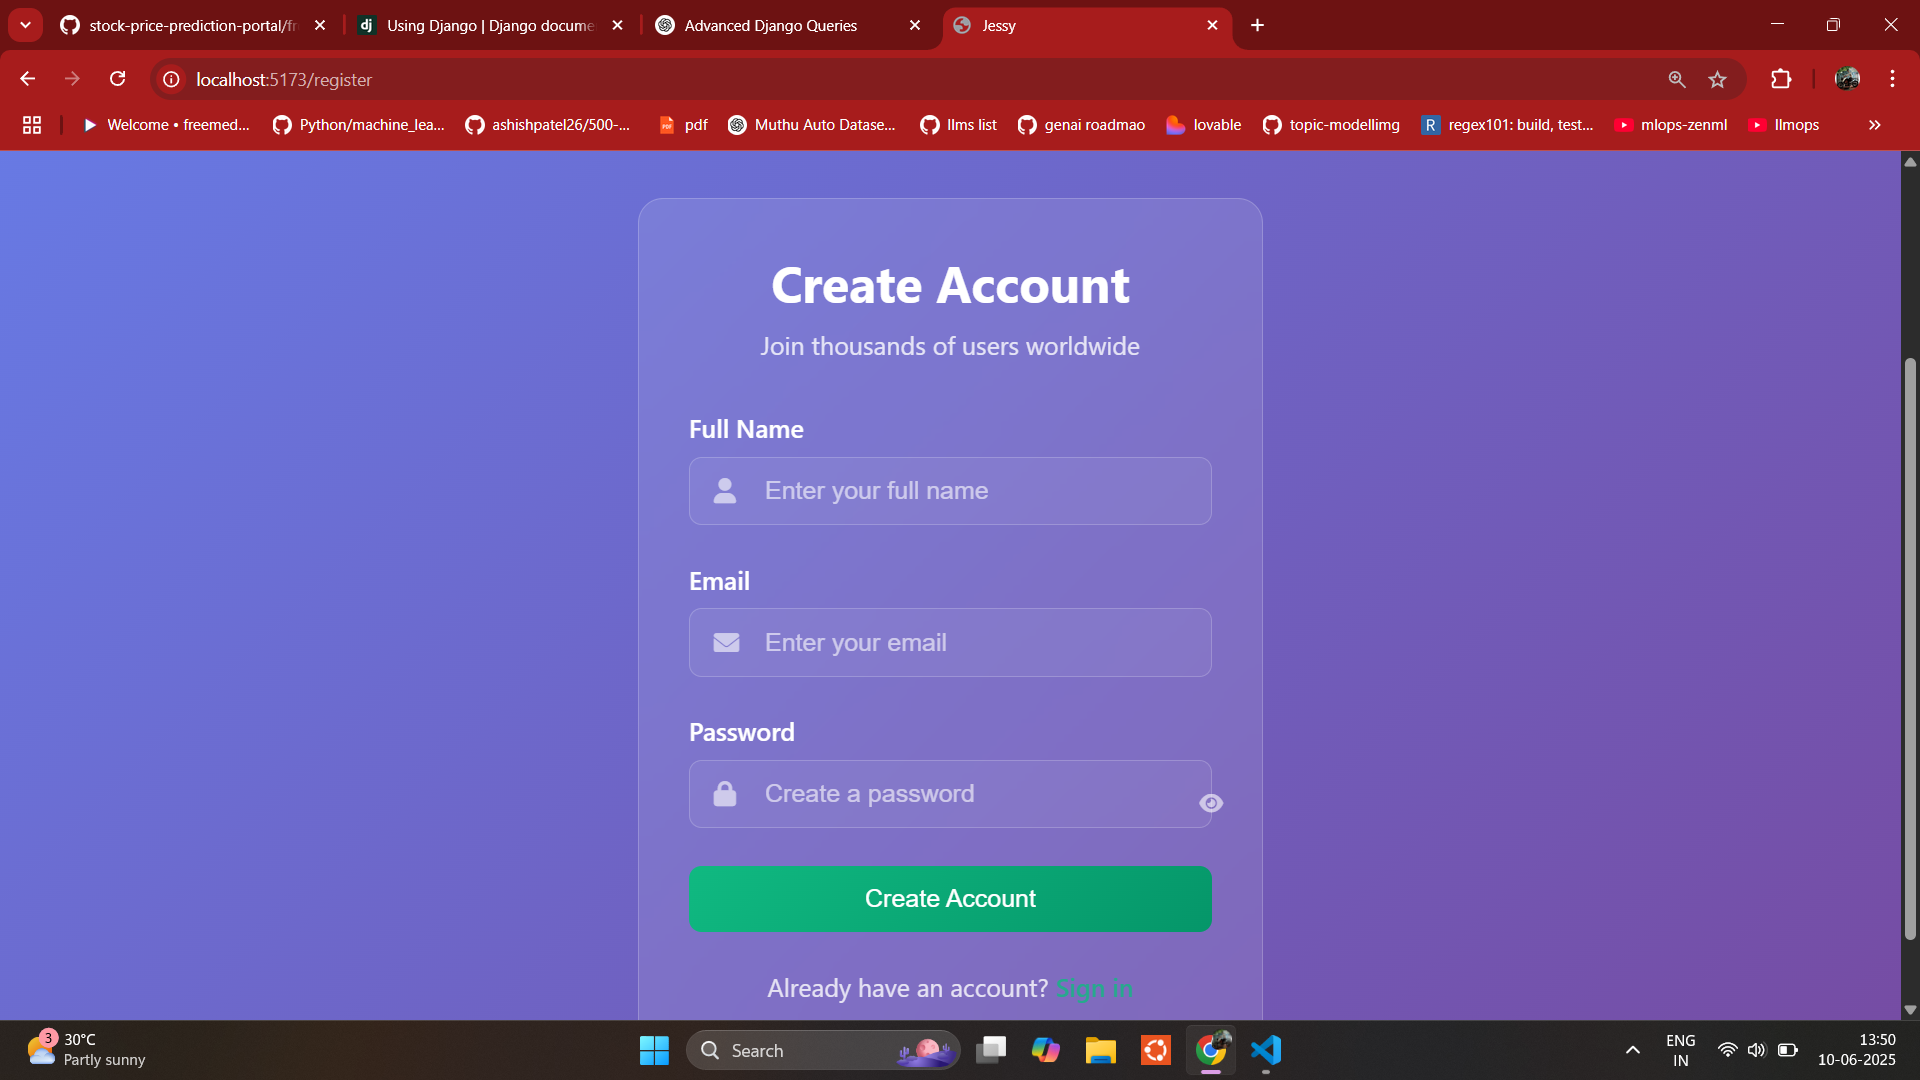 stock-price-prediction-portal/fr
Using Django | Django docume
Advanced Django Queries
Jessy
localhost:5173/register
Welcome • freemed...
Python/machine_lea...
ashishpatel26/500-...
pdf
Muthu Auto Datase...
llms list
genai roadmao
lovable
topic-modellimg
R
regex101: build, test...
mlops-zenml
llmops
Create Account
Join thousands of users worldwide
Full Name
Enter your full name
Email
Enter your email
Password
Create a password
Create Account
Already have an account? Sign in
3
30°C
Partly sunny
Search
ENG
IN
13:50
10-06-2025